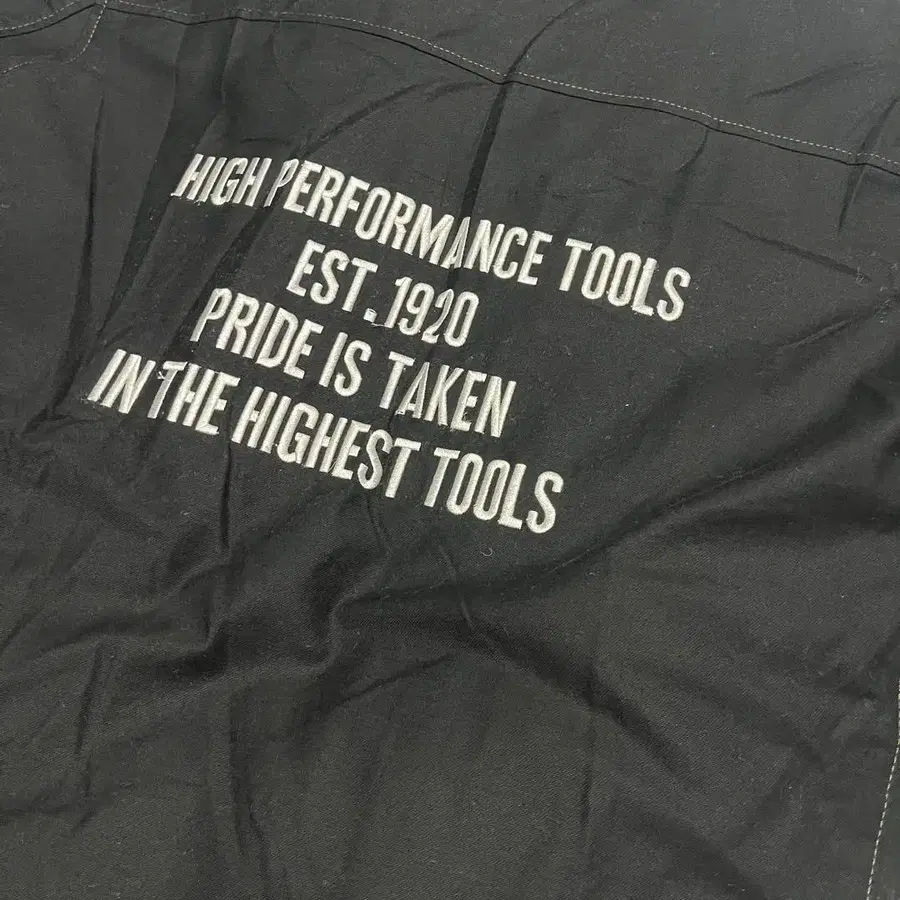 HIGH PERFORMANCE TOOLS
EST. 1920
PRIDE IS TAKEN
IN THE HIGHEST TOOLS